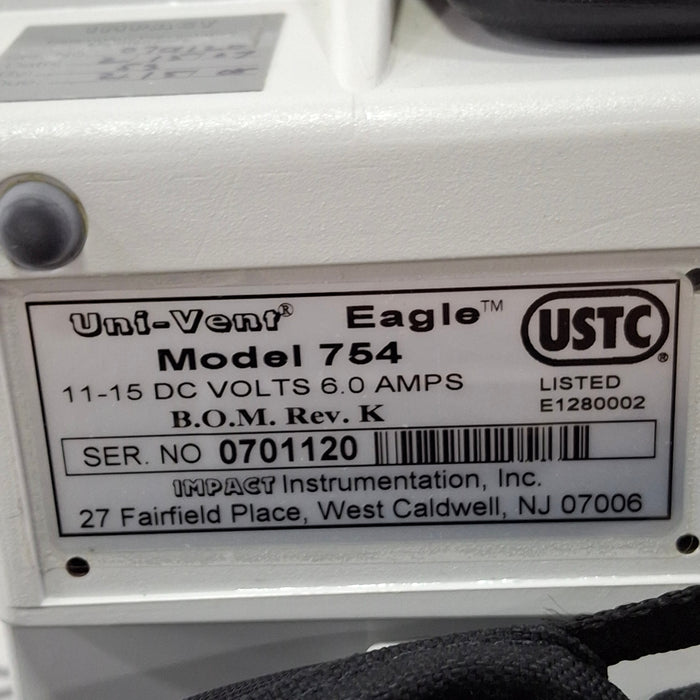 Uni-Vent® Eagle™
Model 754
11-15 DC VOLTS 6.0 AMPS
B.O.M. Rev. K
USTC®
LISTED
E1280002
SER. NO 0701120
IMPACT Instrumentation, Inc.
27 Fairfield Place, West Caldwell, NJ 07006